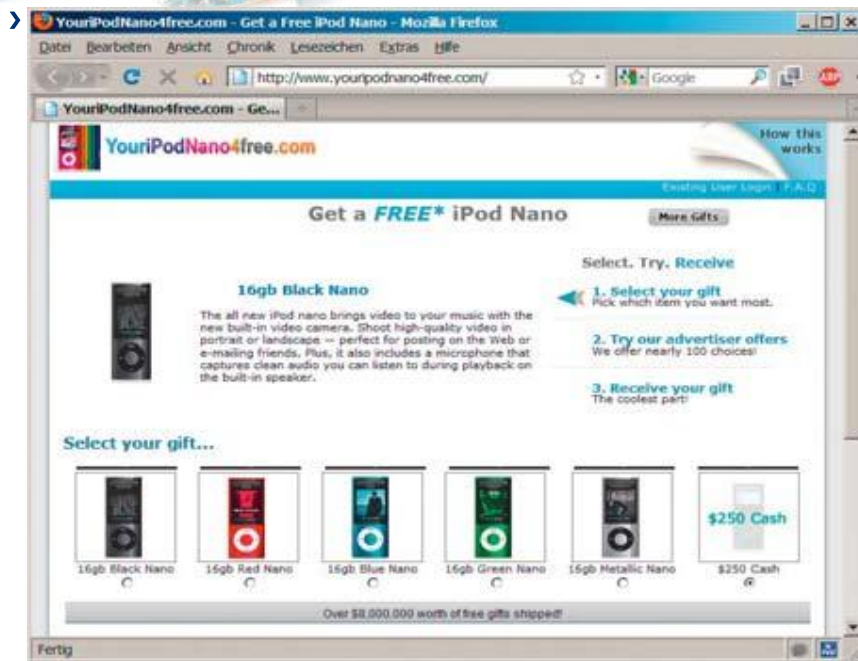 YouriPodNano4free.com - Get a Free iPod Nano - Mozilla Firefox
Datei Bearbeiten Ansicht Chronik Lesezeichen Extras Hilfe
http://www.youripodnano4free.com/
Google
ABP
YouriPodNano4free.com - Ge...
YouriPodNano4free.com
How this
works
Existing User Login | F.A.Q
Get a FREE* iPod Nano
More Gifts
Select. Try. Receive
16gb Black Nano
The all new iPod nano brings video to your music with the
new built-in video camera. Shoot high-quality video in
portrait or landscape — perfect for posting on the Web or
e-mailing friends. Plus, it also includes a microphone that
captures clean audio you can listen to during playback on
the built-in speaker.
1. Select your gift
Pick which item you want most.
2. Try our advertiser offers
We offer nearly 100 choices!
3. Receive your gift
The coolest part!
Select your gift...
$250 Cash
16gb Black Nano 16gb Red Nano 16gb Blue Nano 16gb Green Nano 16gb Metallic Nano $250 Cash
Over $8,000,000 worth of free gifts shipped!
Fertig